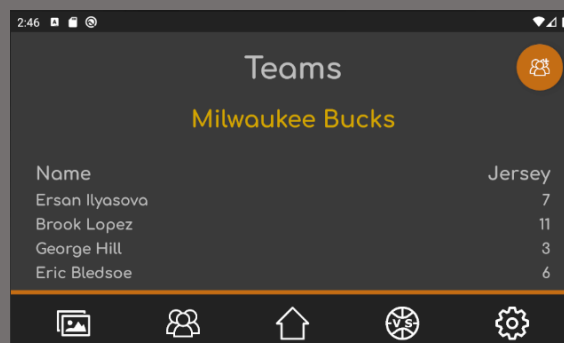 2:46
Teams
Milwaukee Bucks
Name Jersey
Ersan Ilyasova 7
Brook Lopez 11
George Hill 3
Eric Bledsoe 6
VS